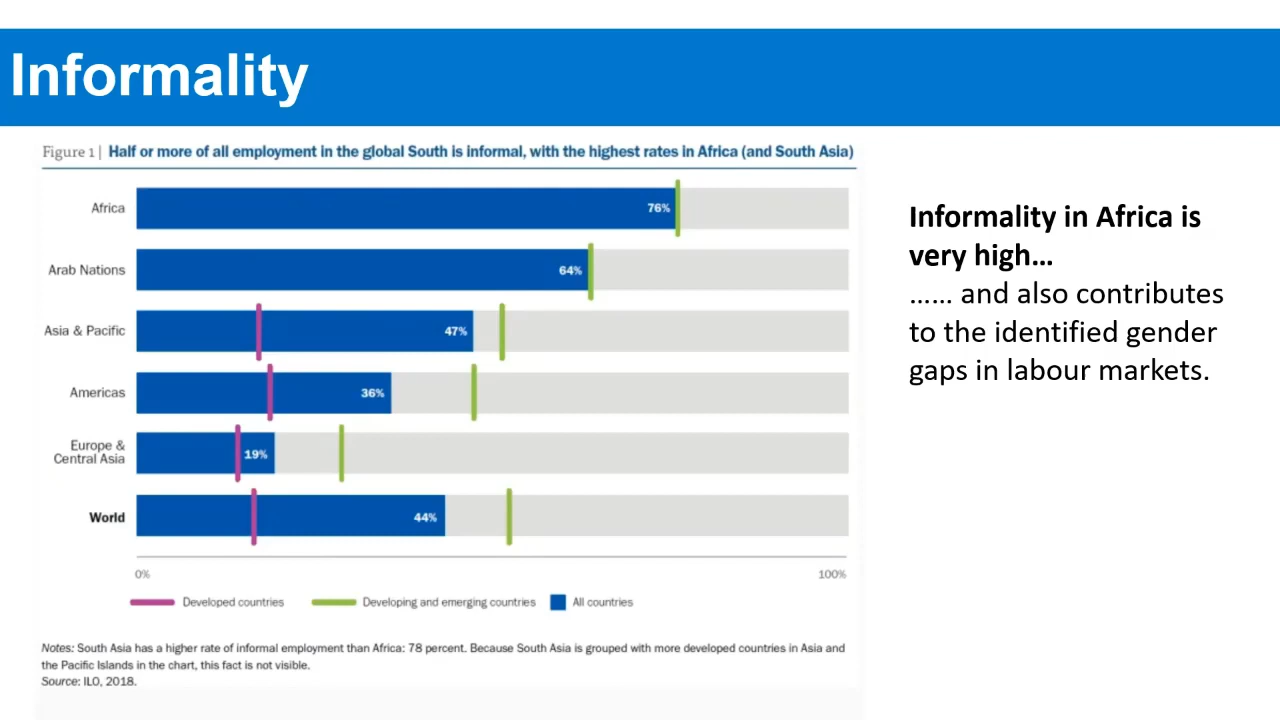 Informality
Figure 1 | Half or more of all employment in the global South is informal, with the highest rates in Africa (and South Asia)
Africa 76%
Arab Nations 64%
Asia & Pacific 47%
Americas 36%
Europe &
Central Asia 19%
World 44%
0% 100%
Developed countries Developing and emerging countries All countries
Notes: South Asia has a higher rate of informal employment than Africa: 78 percent. Because South Asia is grouped with more developed countries in Asia and
the Pacific Islands in the chart, this fact is not visible.
Source: ILO, 2018.
Informality in Africa is
very high…
…… and also contributes
to the identified gender
gaps in labour markets.